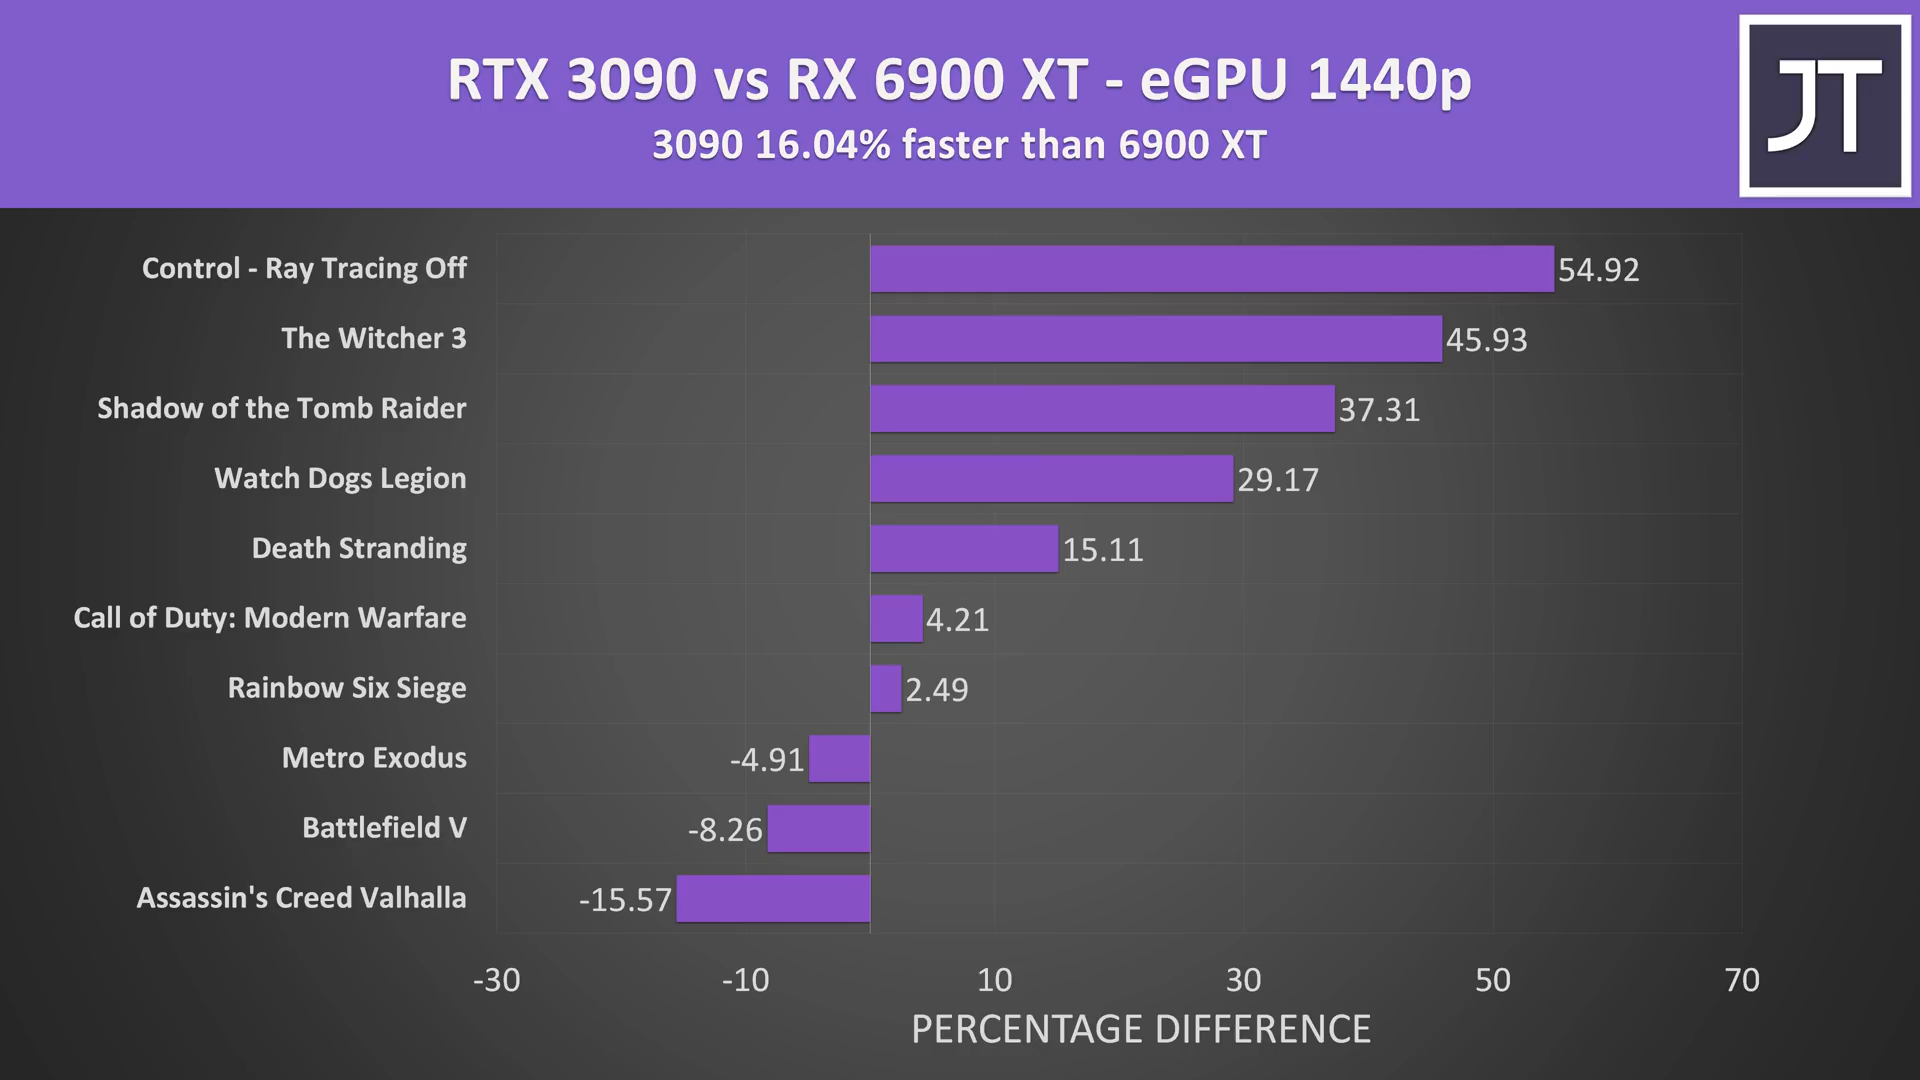 RTX 3090 vs RX 6900 XT - eGPU 1440p
3090 16.04% faster than 6900 XT
JT
Control - Ray Tracing Off 54.92
The Witcher 3 45.93
Shadow of the Tomb Raider 37.31
Watch Dogs Legion 29.17
Death Stranding 15.11
Call of Duty: Modern Warfare 4.21
Rainbow Six Siege 2.49
Metro Exodus -4.91
Battlefield V -8.26
Assassin's Creed Valhalla -15.57
-30 -10 10 30 50 70
PERCENTAGE DIFFERENCE